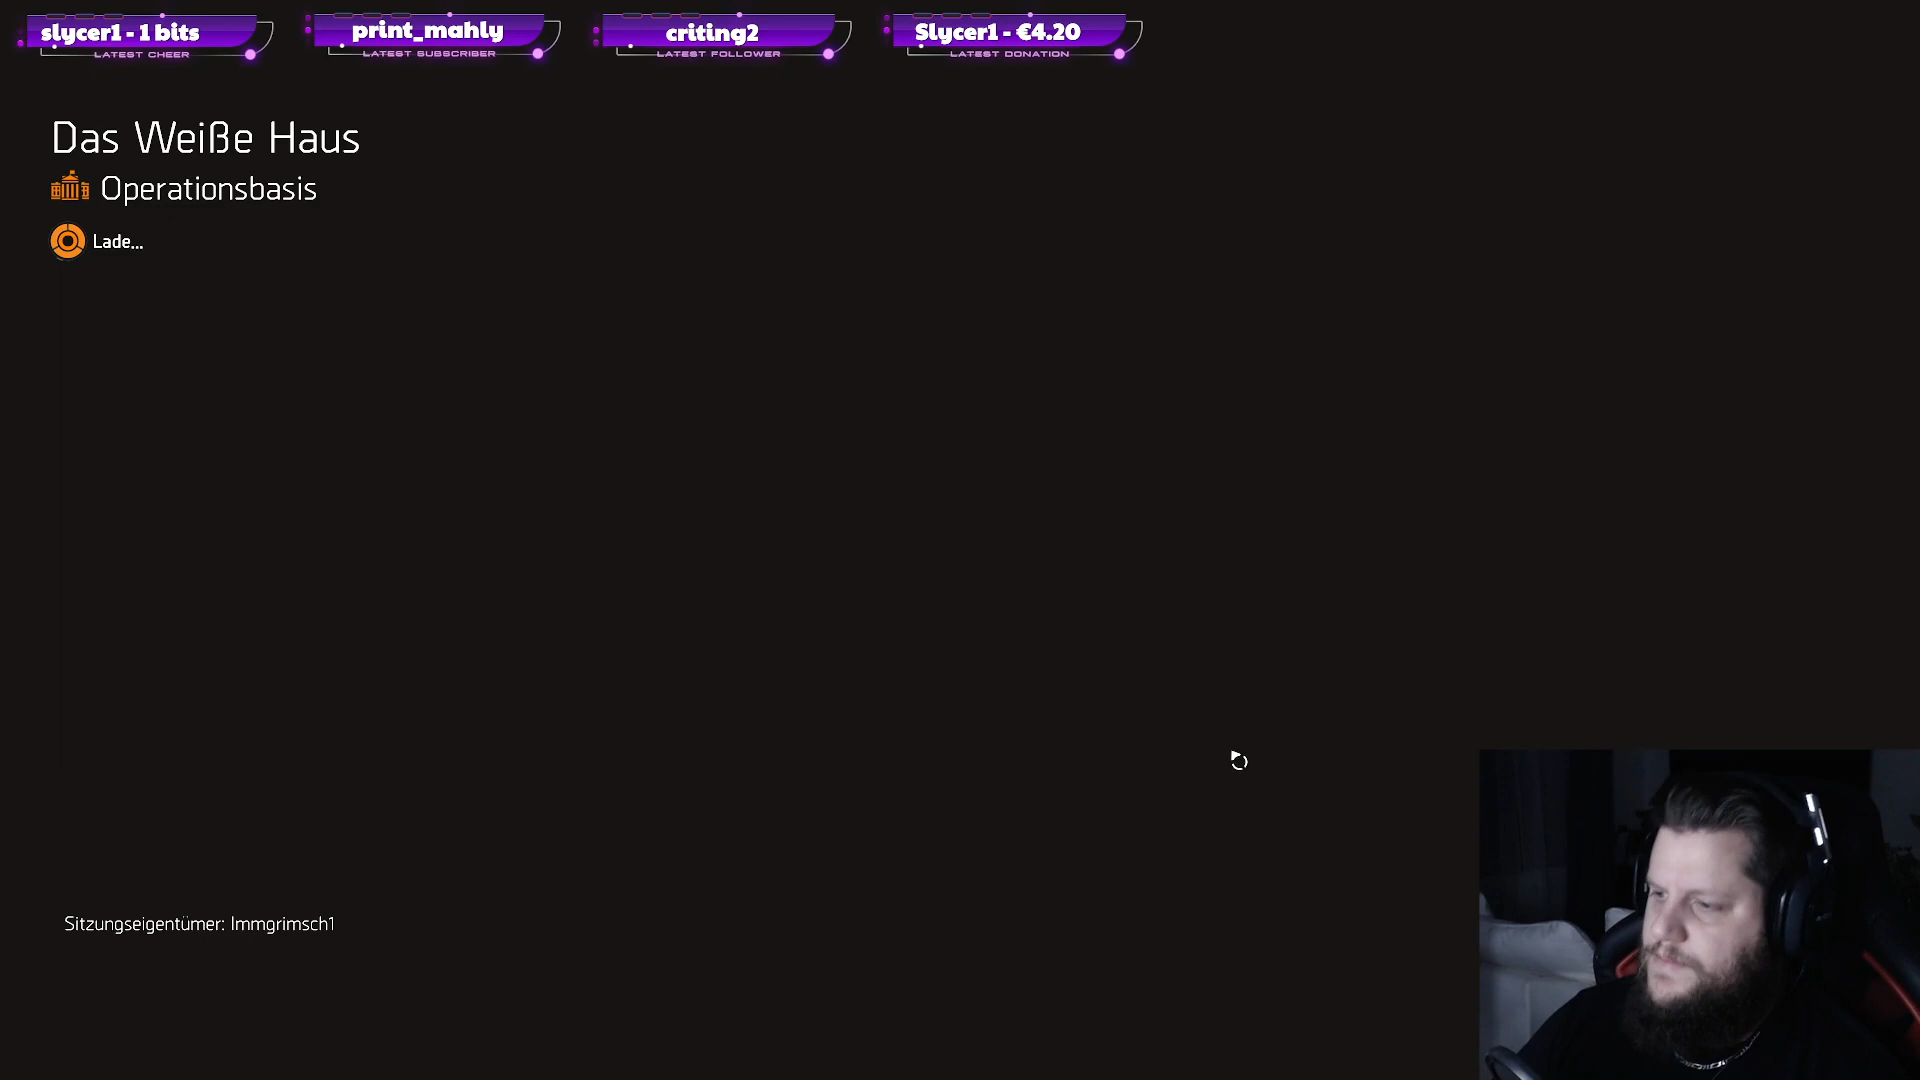 slycer1 - 1 bits
LATEST CHEER
print_mahly
LATEST SUBSCRIBER
criting2
LATEST FOLLOWER
Slycer1 - €4.20
LATEST DONATION
Das Weiße Haus
Operationsbasis
Lade...
Sitzungseigentümer: Immgrimsch1